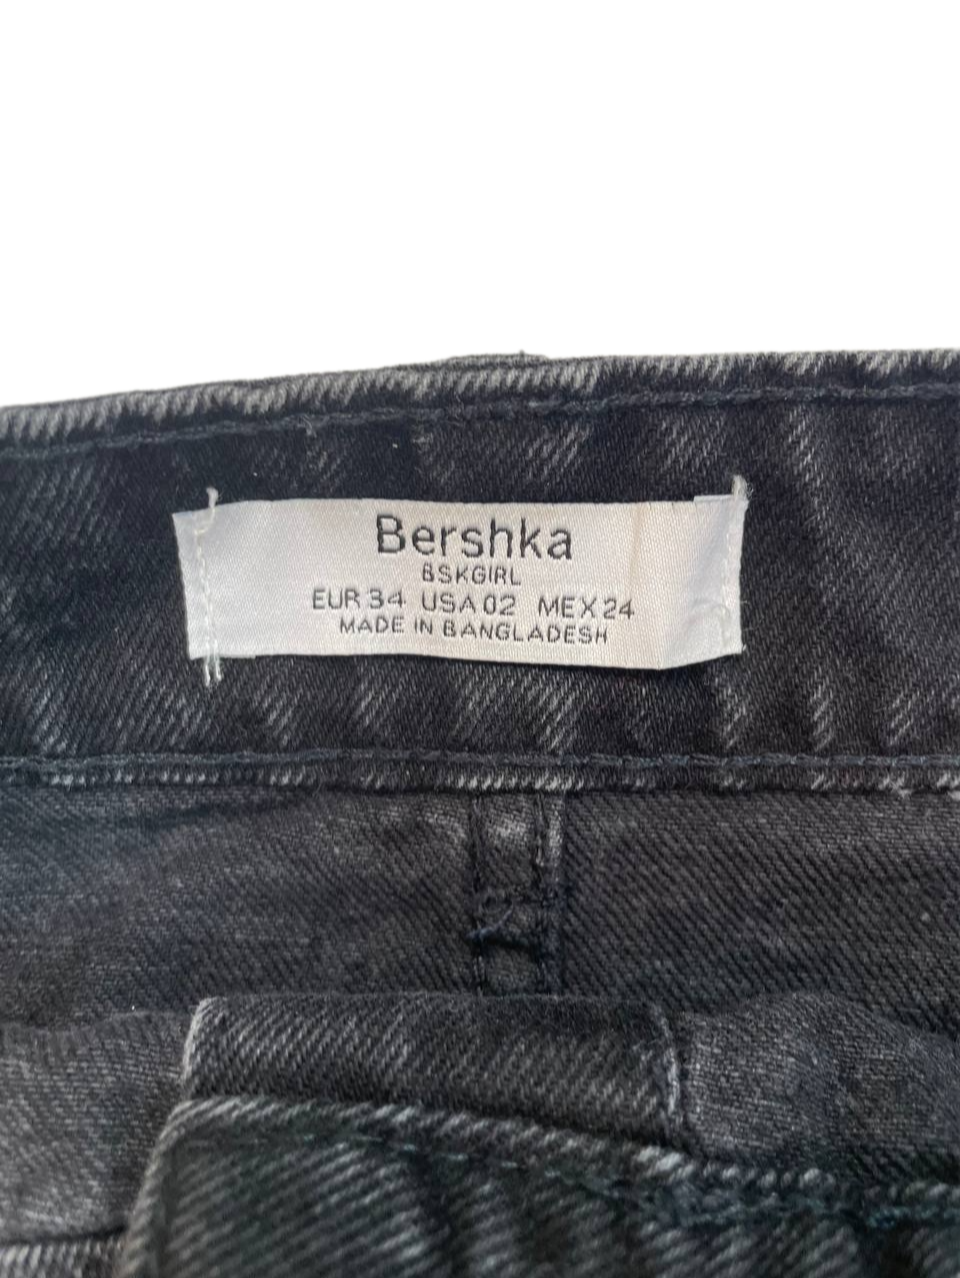 Bershka
BSKGIRL
EUR 34 USA 02 MEX 24
MADE IN BANGLADESH